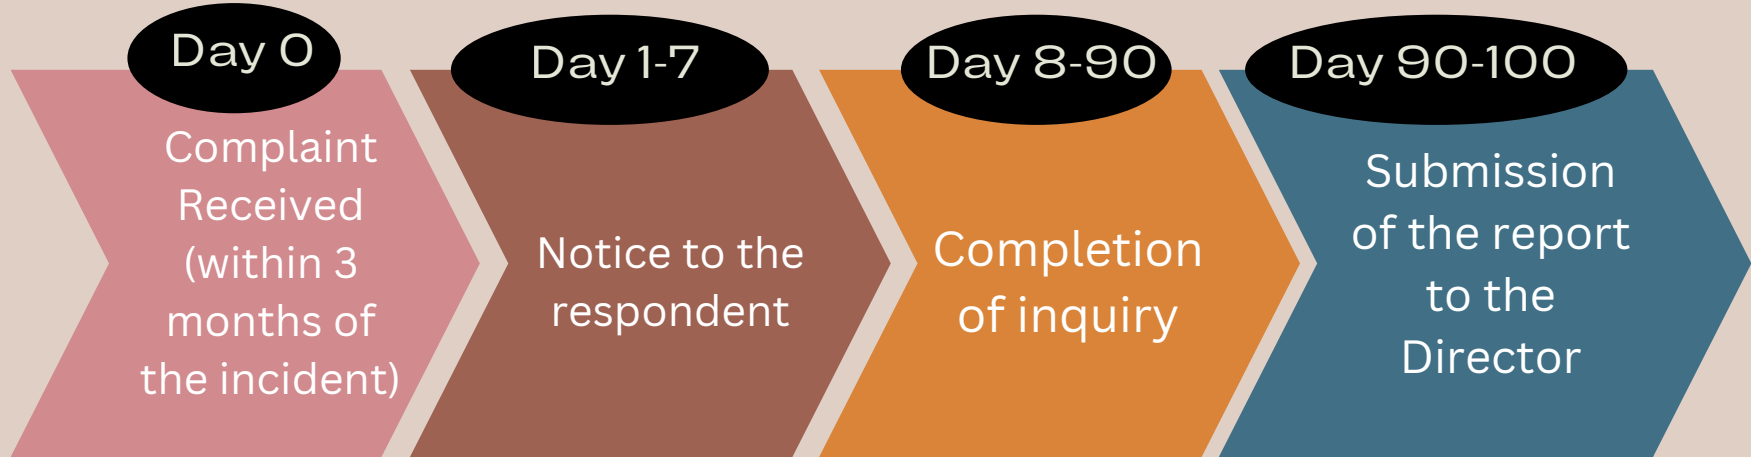 Day 0
Complaint
Received
(within 3
months of
the incident)
Day 1-7
Notice to the
respondent
Day 8-90
Completion
of inquiry
Day 90-100
Submission
of the report
to the
Director